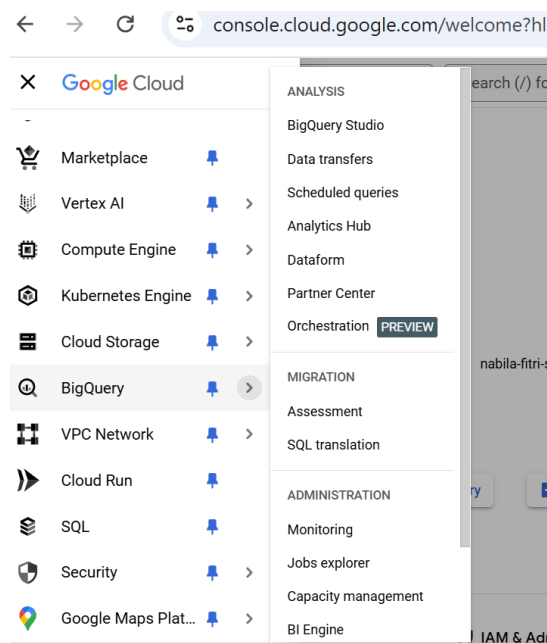 console.cloud.google.com/welcome?hl
Google Cloud
Marketplace
Vertex AI
Compute Engine
Kubernetes Engine
Cloud Storage
BigQuery
VPC Network
Cloud Run
SQL
Security
Google Maps Plat...
ANALYSIS
BigQuery Studio
Data transfers
Scheduled queries
Analytics Hub
Dataform
Partner Center
Orchestration PREVIEW
MIGRATION
Assessment
SQL translation
ADMINISTRATION
Monitoring
Jobs explorer
Capacity management
BI Engine
earch (/) fo
nabila-fitri-s
ry
IAM & Ad